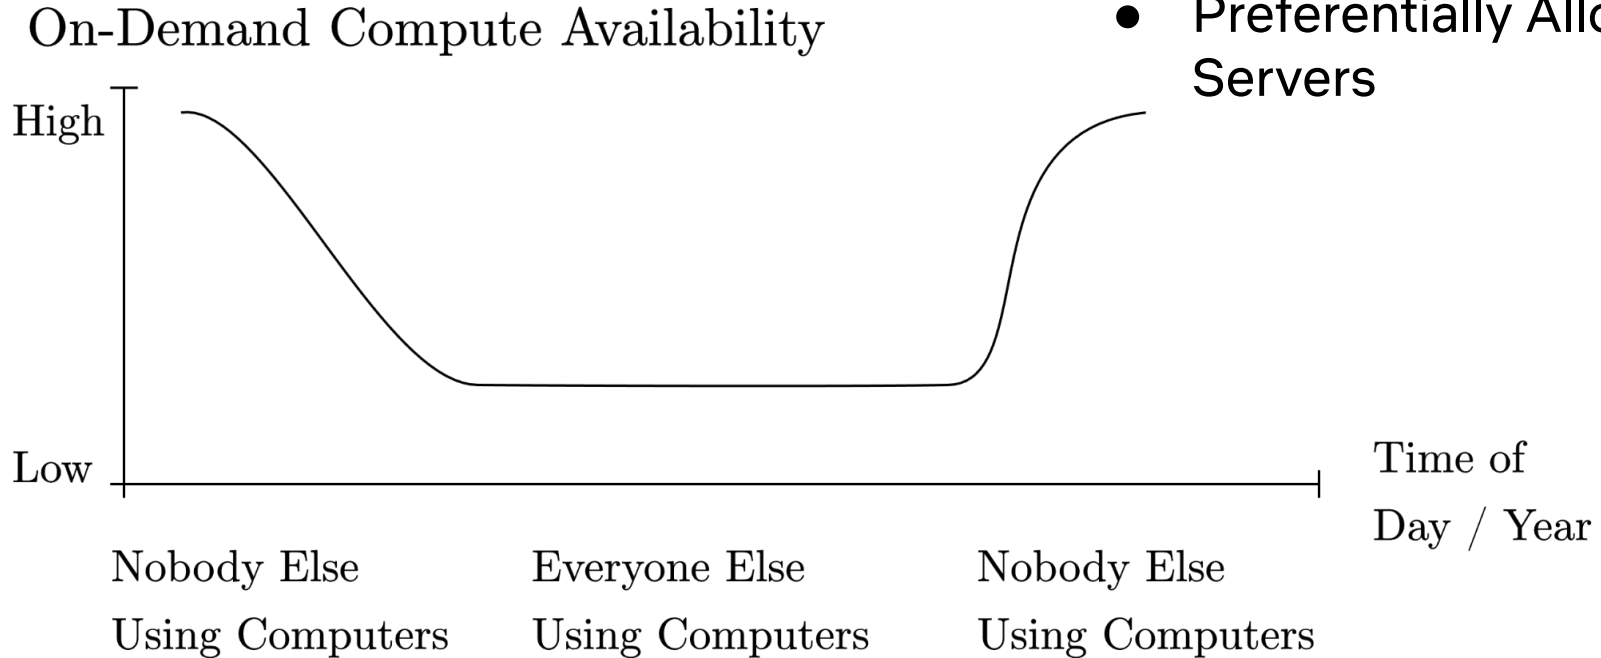 On-Demand Compute Availability
• Preferentially
Servers
High
Low
Time of
Day / Year
Nobody Else
Using Computers
Everyone Else
Using Computers
Nobody Else
Using Computers